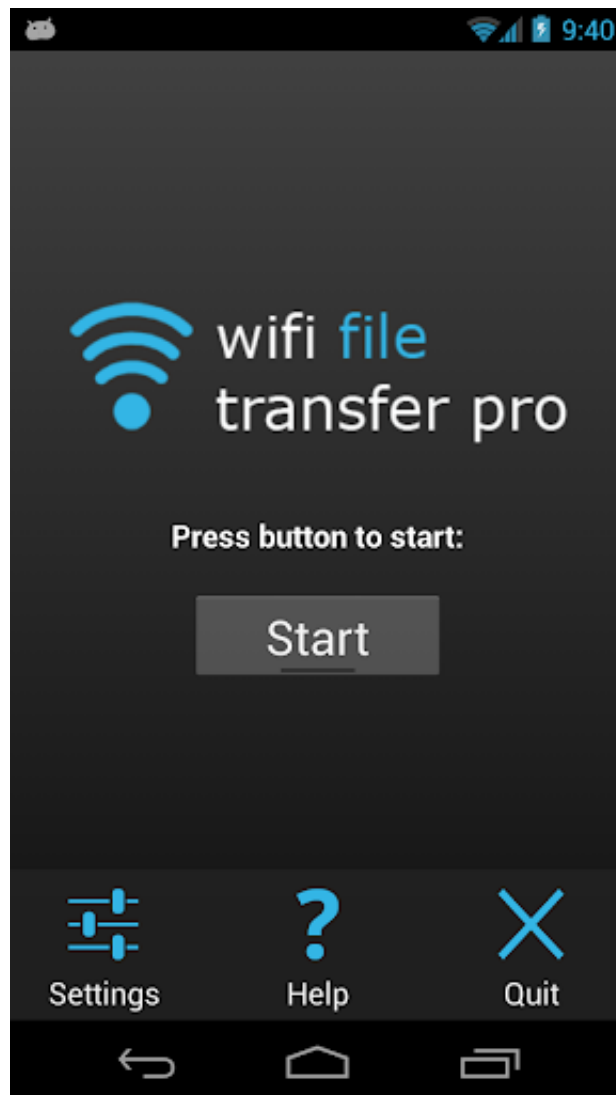 9:40
wifi file
transfer pro
Press button to start:
Start
Settings Help Quit